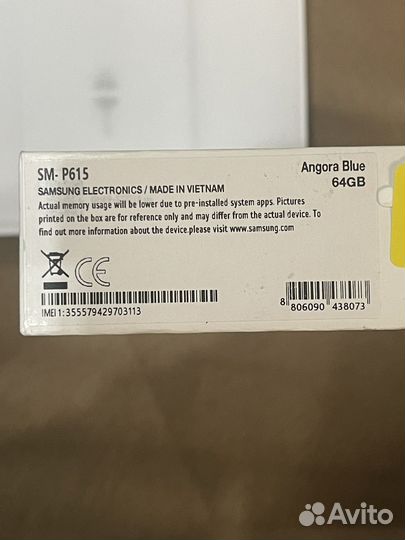 SM- P615
Angora Blue
64GB
SAMSUNG ELECTRONICS / MADE IN VIETNAM
Actual memory usage will be lower due to pre-installed system apps. Pictures
printed on the box are for reference only and may differ from the actual device. To
find out more information about the device.please visit www.samsung.com
CE
IMEI1:355579429703113
8 806090 438073
Avito